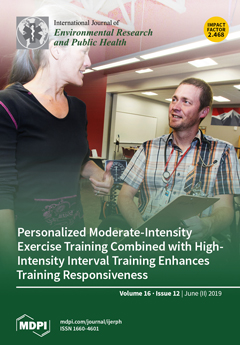 International Journal of
Environmental Research
and Public Health
IMPACT
FACTOR
2.468
Personalized Moderate-Intensity
Exercise Training Combined with High-
Intensity Interval Training Enhances
Training Responsiveness
Volume 16 • Issue 12 | June (II) 2019
MDPI
mdpi.com/journal/ijerph
ISSN 1660-4601